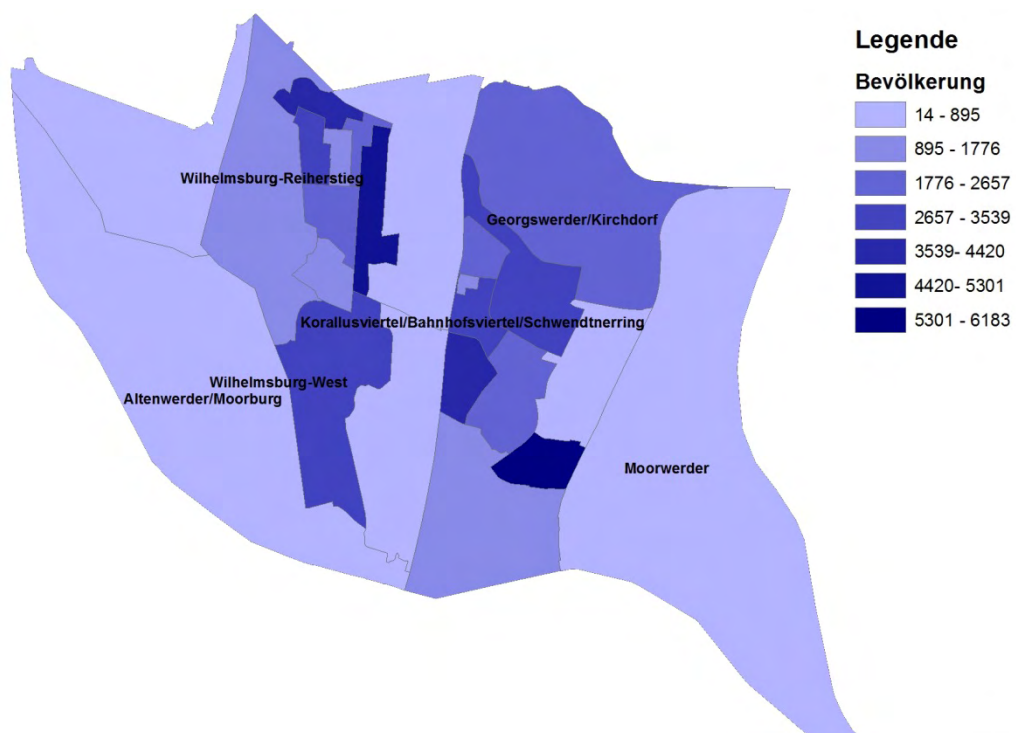 Legende
Bevölkerung
14 - 895
895 - 1776
1776 - 2657
2657 - 3539
3539- 4420
4420- 5301
5301 - 6183
Wilhelmsburg-Reiherstieg
Georgswerder/Kirchdorf
Korallusviertel/Bahnhofsviertel/Schwendtnerring
Wilhelmsburg-West
Altenwerder/Moorburg
Moorwerder